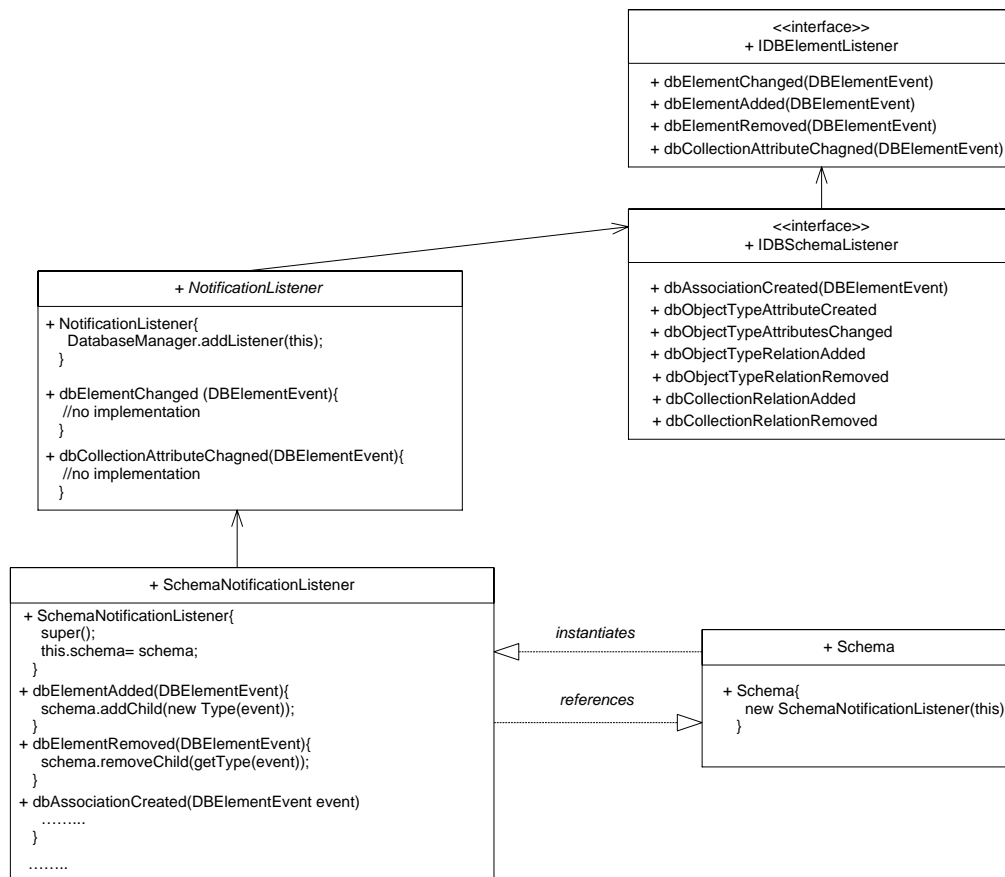 <<interface>>
+ IDBElementListener
+ dbElementChanged(DBElementEvent)
+ dbElementAdded(DBElementEvent)
+ dbElementRemoved(DBElementEvent)
+ dbCollectionAttributeChagned(DBElementEvent)
<<interface>>
+ IDBSchemaListener
+ dbAssociationCreated(DBElementEvent)
+ dbObjectTypeAttributeCreated
+ dbObjectTypeAttributesChanged
+ dbObjectTypeRelationAdded
+ dbObjectTypeRelationRemoved
+ dbCollectionRelationAdded
+ dbCollectionRelationRemoved
+ NotificationListener
+ NotificationListener{
DatabaseManager.addListener(this);
}
+ dbElementChanged (DBElementEvent){
//no implementation
}
+ dbCollectionAttributeChagned(DBElementEvent){
//no implementation
}
+ SchemaNotificationListener
+ SchemaNotificationListener{
super();
this.schema= schema;
}
+ dbElementAdded(DBElementEvent){
schema.addChild(new Type(event));
}
+ dbElementRemoved(DBElementEvent){
schema.removeChild(getType(event));
}
+ dbAssociationCreated(DBElementEvent event)
……...
}
……..
instantiates
references
+ Schema
+ Schema{
new SchemaNotificationListener(this)
}